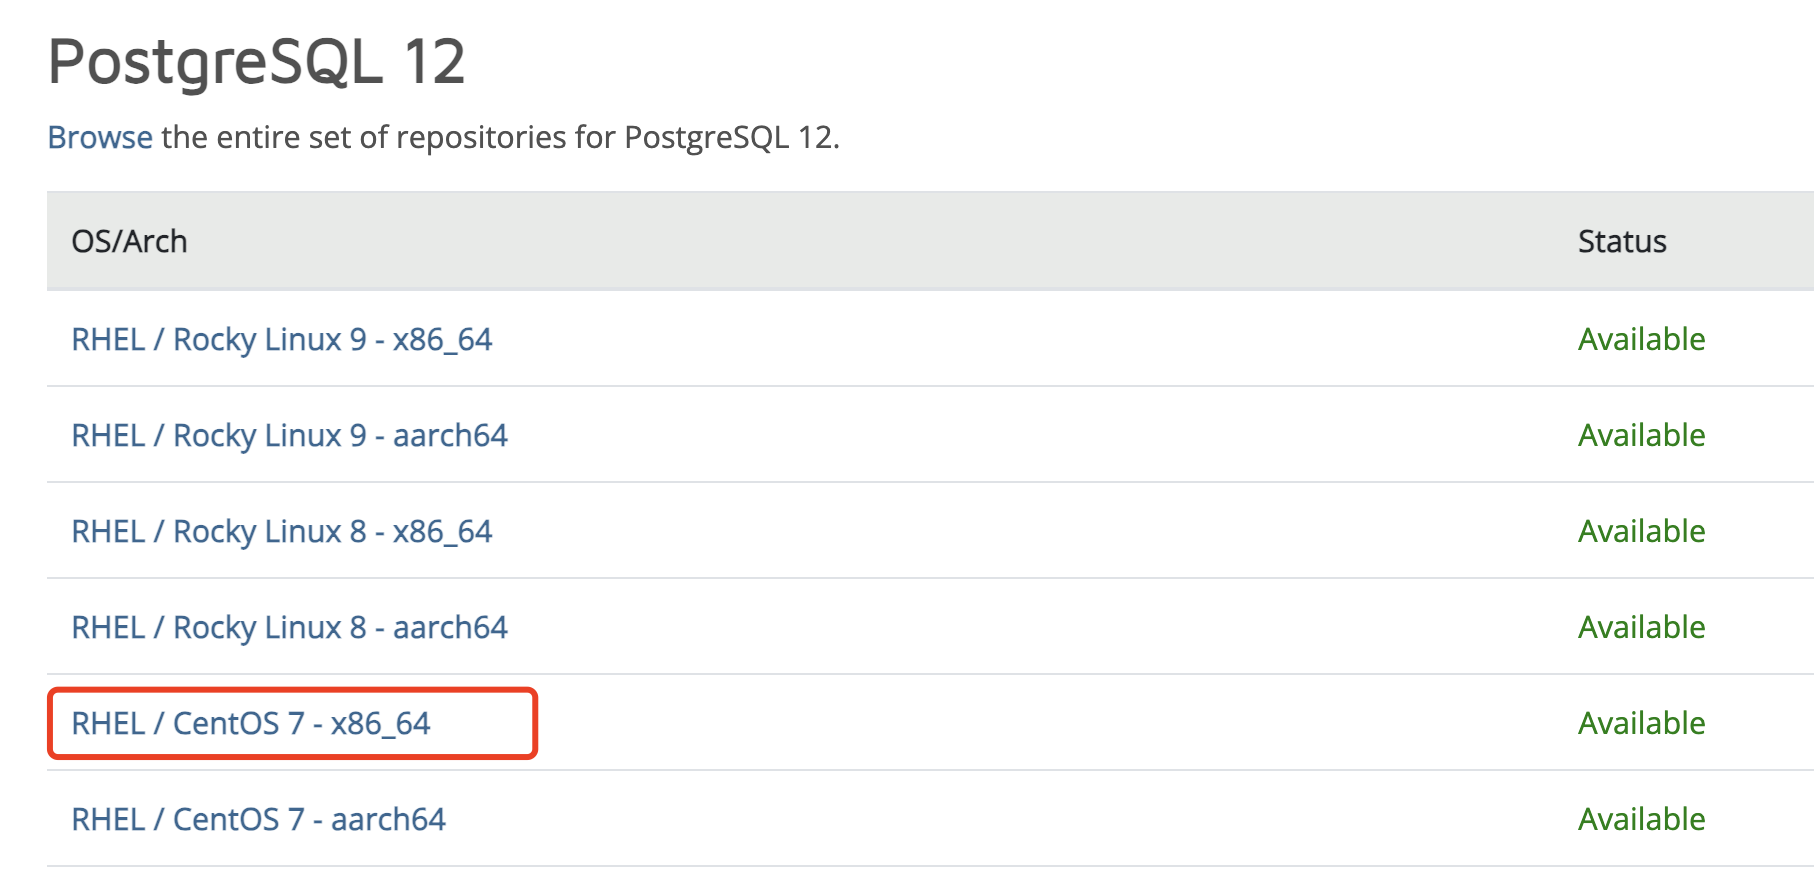 PostgreSQL 12
Browse the entire set of repositories for PostgreSQL 12.
OS/Arch Status
RHEL / Rocky Linux 9 - x86_64 Available
RHEL / Rocky Linux 9 - aarch64 Available
RHEL / Rocky Linux 8 - x86_64 Available
RHEL / Rocky Linux 8 - aarch64 Available
RHEL / CentOS 7 - x86_64 Available
RHEL / CentOS 7 - aarch64 Available